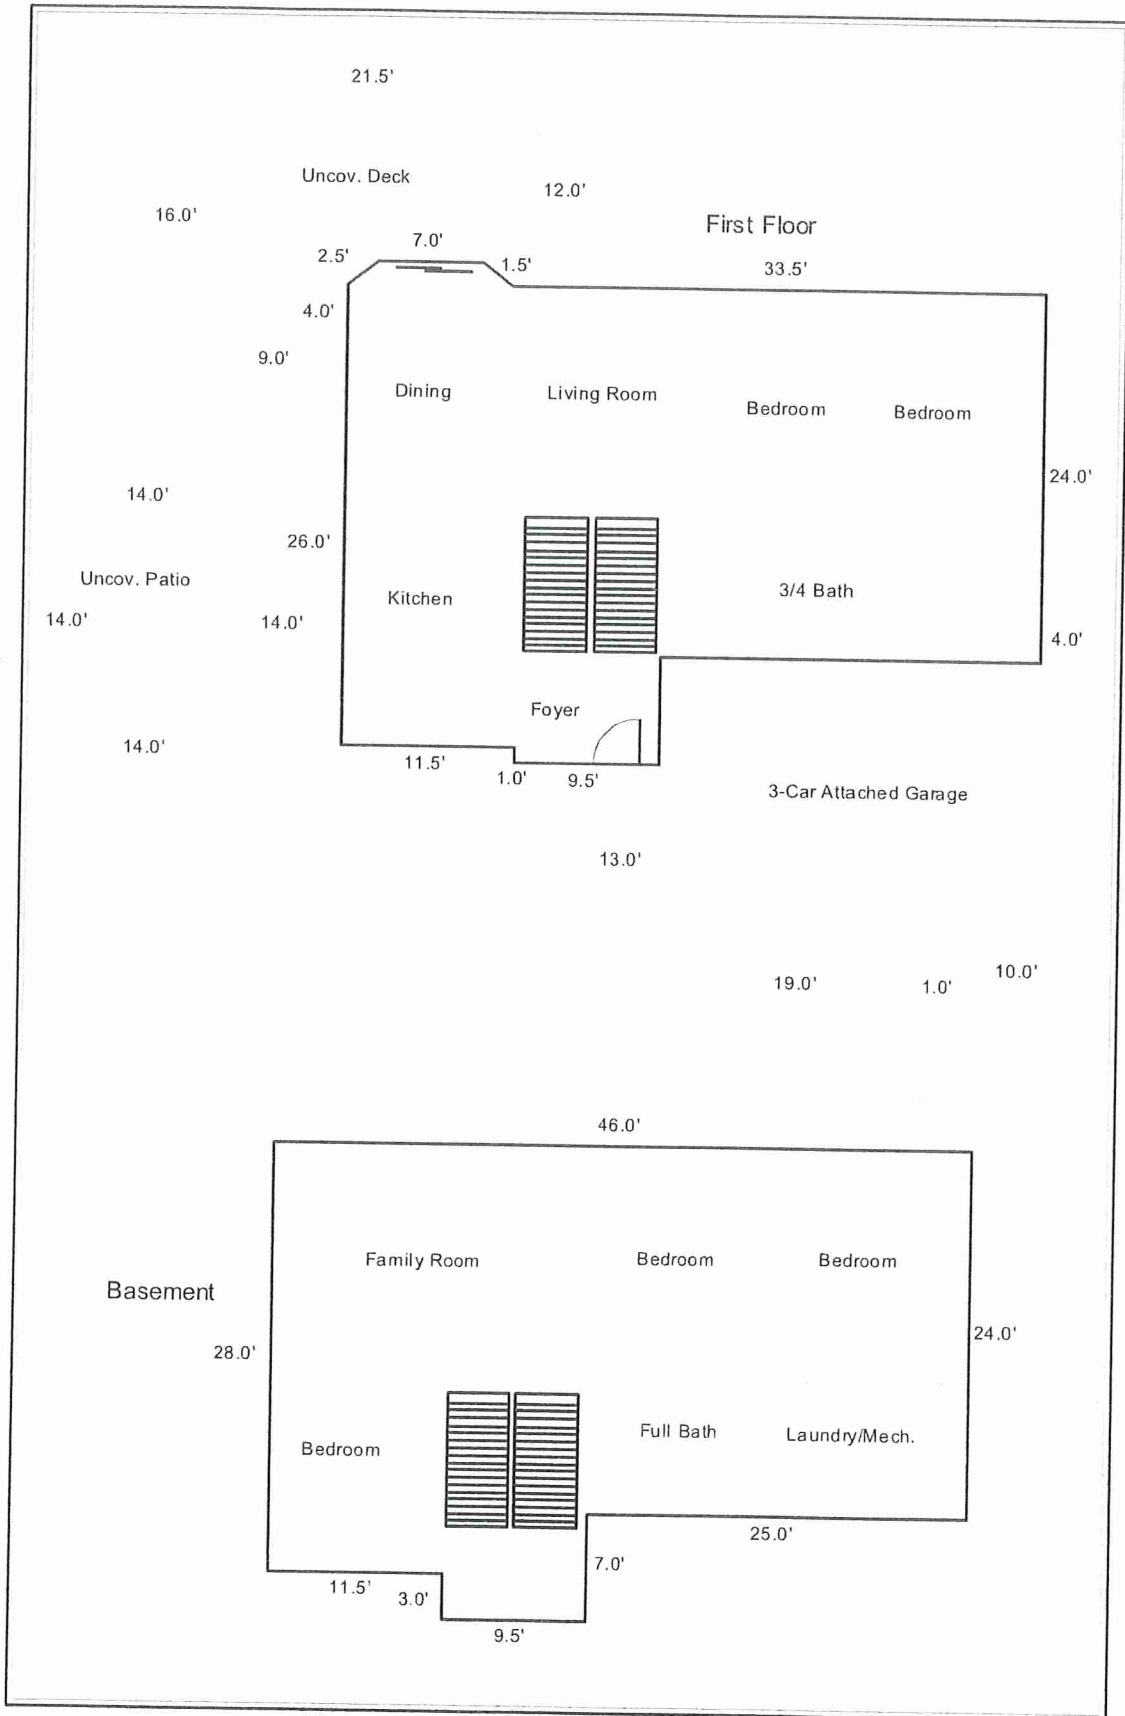 21.5'
Uncov. Deck
12.0'
16.0'
First Floor
7.0'
2.5'
1.5'
33.5'
4.0'
9.0'
Dining
Living Room
Bedroom
Bedroom
24.0'
14.0'
26.0'
Uncov. Patio
Kitchen
3/4 Bath
14.0'
14.0'
4.0'
Foyer
14.0'
11.5'
1.0'
9.5'
3-Car Attached Garage
13.0'
19.0'
1.0'
10.0'
46.0'
Family Room
Bedroom
Bedroom
Basement
28.0'
24.0'
Bedroom
Full Bath
Laundry/Mech.
25.0'
7.0'
11.5'
3.0'
9.5'